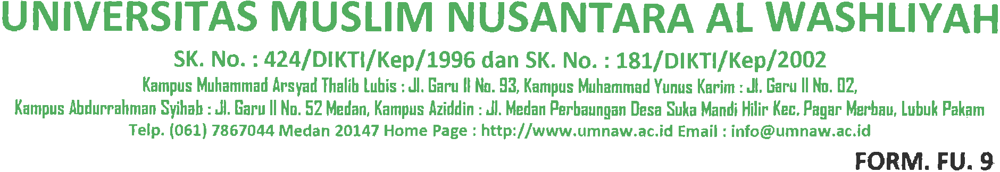 UNIVERSITAS MUSLIM NUSANTARA AL WASHLIYAH
SK. No. : 424/DIKTI/Kep/1996 dan SK. No. : 181/DIKTI/Kep/2002
Kampus Muhammad Arsyad Thalib Lubis : Jl. Garu II No. 93, Kampus Muhammad Yunus Karim : Jl. Garu II No. 02,
Kampus Abdurrahman Syihab : Jl. Garu II No. 52 Medan, Kampus Aziddin : Jl. Medan Perbaungan Desa Suka Mandi Hilir Kec. Pagar Merbau, Lubuk Pakam
Telp. (061) 7867044 Medan 20147 Home Page : http://www.umnaw.ac.id Email : info@umnaw.ac.id
FORM. FU. 9